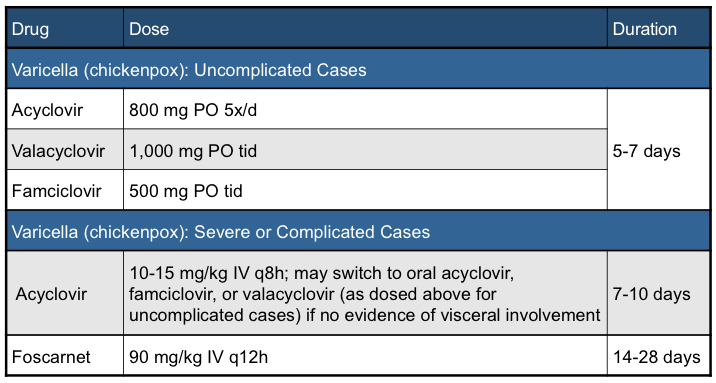 Drug Dose Duration
Varicella (chickenpox): Uncomplicated Cases
Acyclovir 800 mg PO 5x/d
Valacyclovir 1,000 mg PO tid 5-7 days
Famciclovir 500 mg PO tid
Varicella (chickenpox): Severe or Complicated Cases
10-15 mg/kg IV q8h; may switch to oral acyclovir,
Acyclovir famciclovir, or valacyclovir (as dosed above for 7-10 days
uncomplicated cases) if no evidence of visceral involvement
Foscarnet 90 mg/kg IV q12h 14-28 days